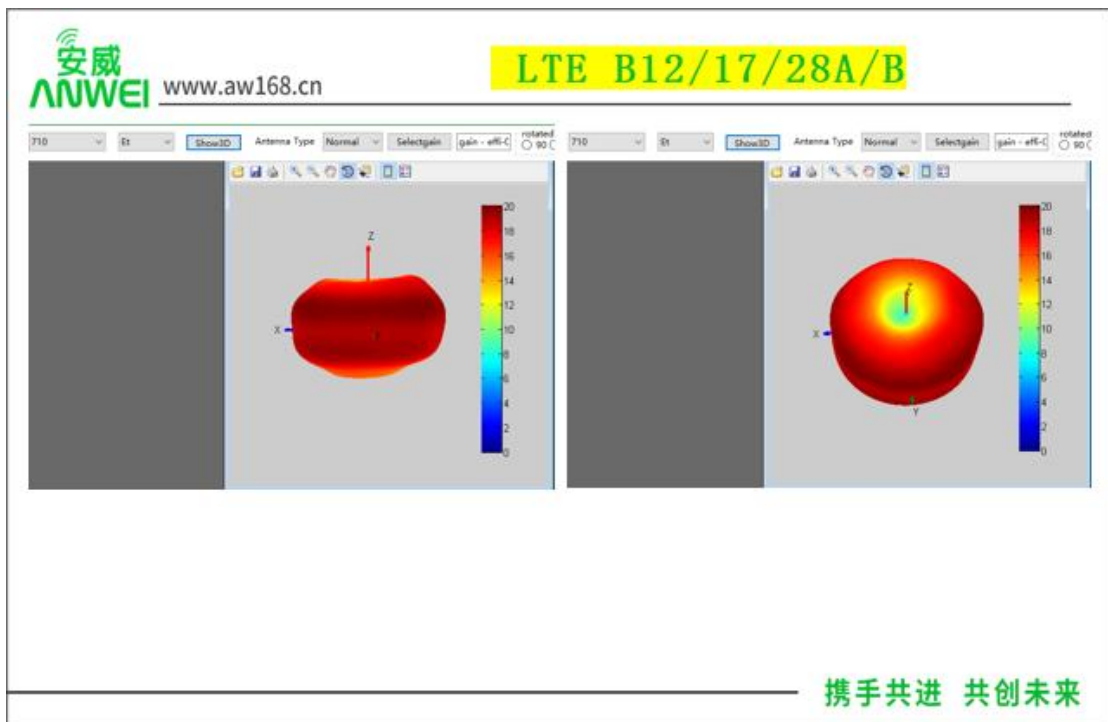 安威
ANWEI
www.aw168.cn
LTE B12/17/28A/B
710 Et Show3D Antenna Type Normal Selectgain gain - effi-C rotated 90
710 Et Show3D Antenna Type Normal Selectgain gain - effi-C rotated 90
Z
X
20
18
16
14
12
10
8
6
4
2
0
Z
X
Y
20
18
16
14
12
10
8
6
4
2
0
携手共进 共创未来